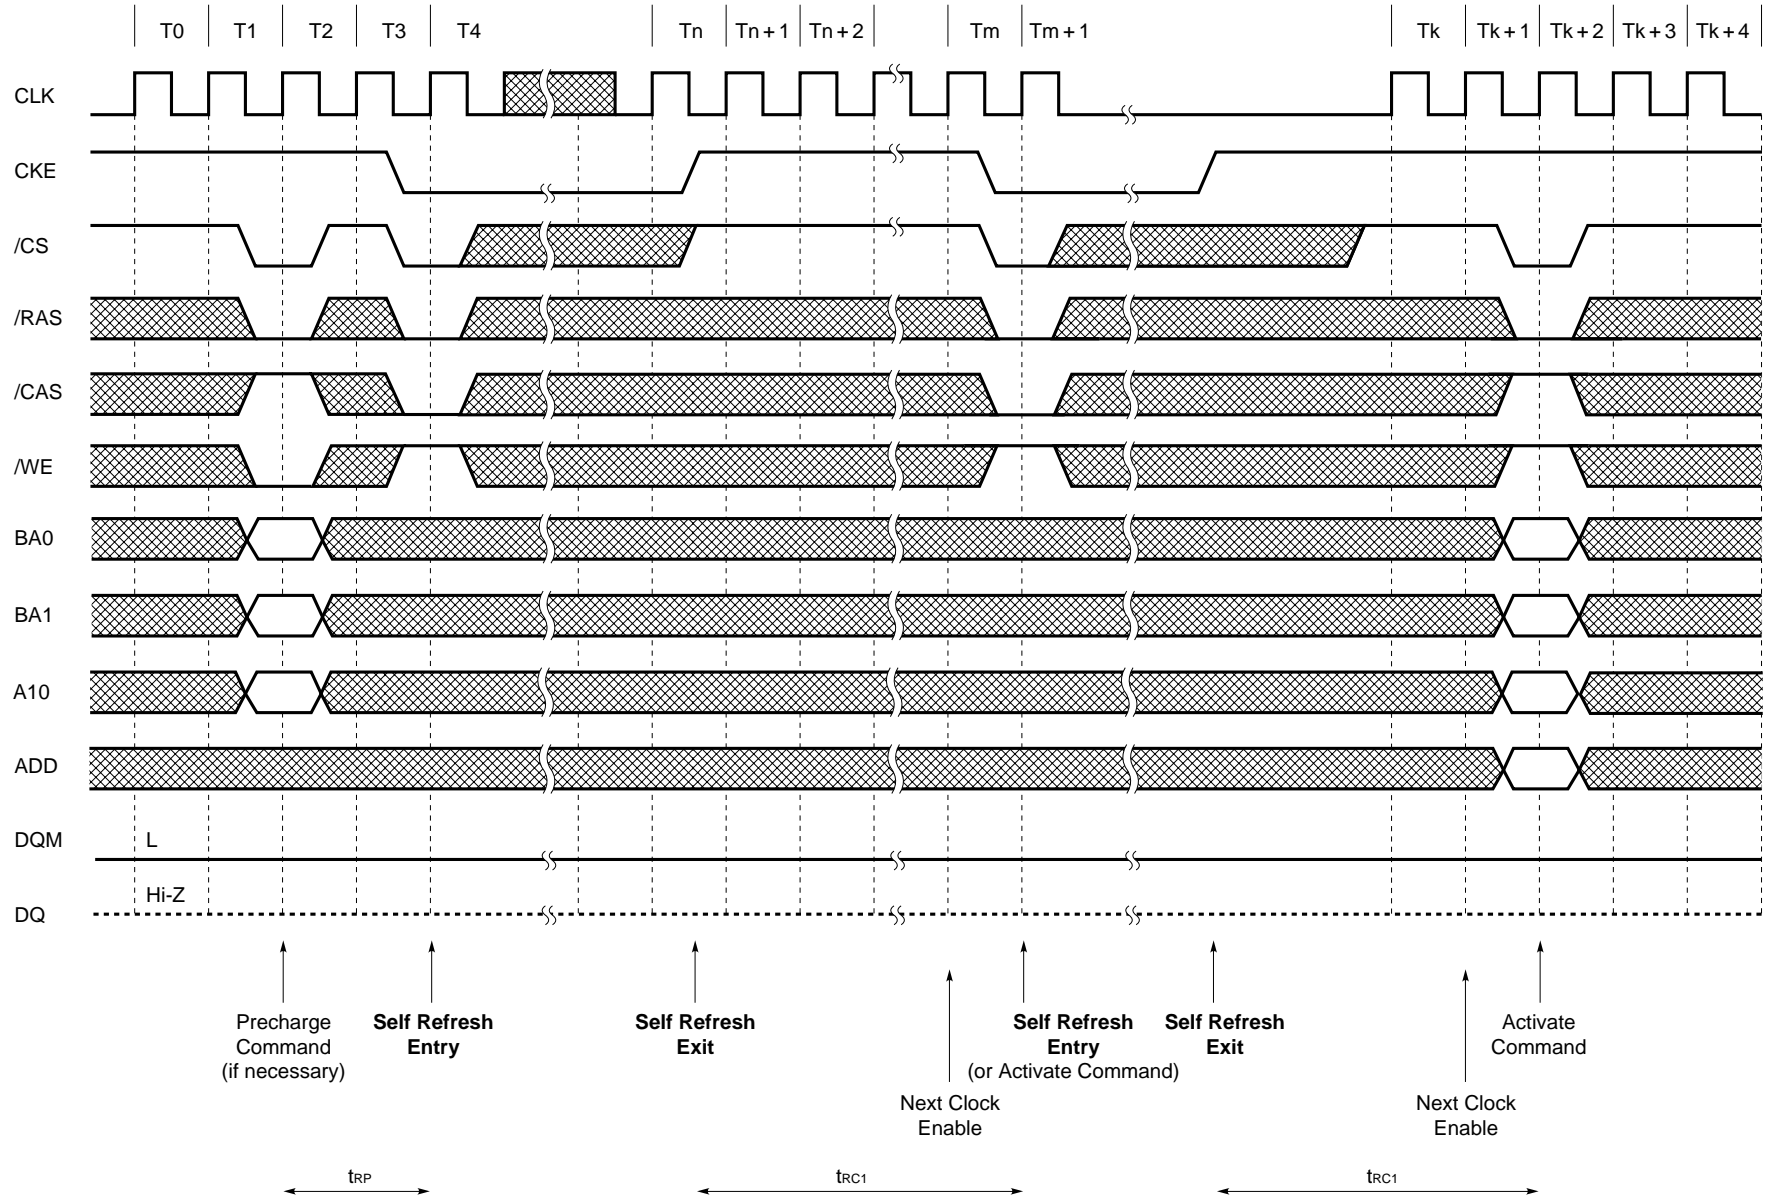 T0 T1 T2 T3 T4 Tn Tn + 1 Tn + 2 Tm Tm + 1 Tk Tk + 1 Tk + 2 Tk + 3 Tk + 4
CLK
CKE
/CS
/RAS
/CAS
/WE
BA0
BA1
A10
ADD
DQM L
Hi-Z
DQ
Precharge
Command
(if necessary)
Self Refresh
Entry
Self Refresh
Exit
Next Clock
Enable
Self Refresh
Entry
(or Activate Command)
Self Refresh
Exit
Next Clock
Enable
Activate
Command
tRP tRC1 tRC1